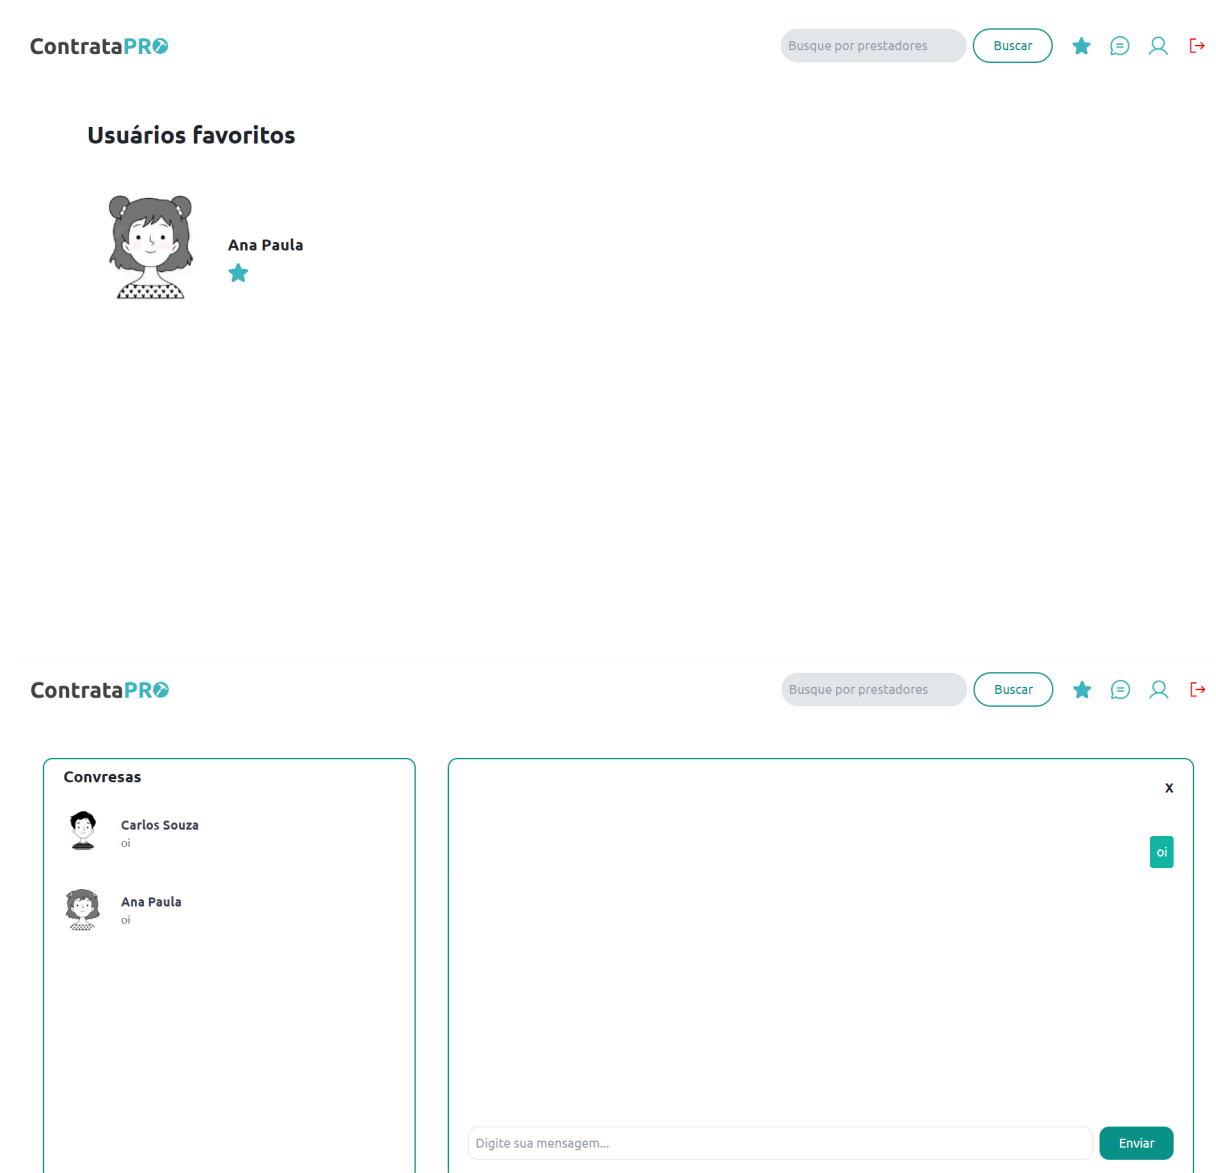 ContrataPRO
Busque por prestadores
Buscar
Usuários favoritos
Ana Paula
ContrataPRO
Busque por prestadores
Buscar
Convresas
Carlos Souza
oi
Ana Paula
oi
X
oi
Digite sua mensagem...
Enviar